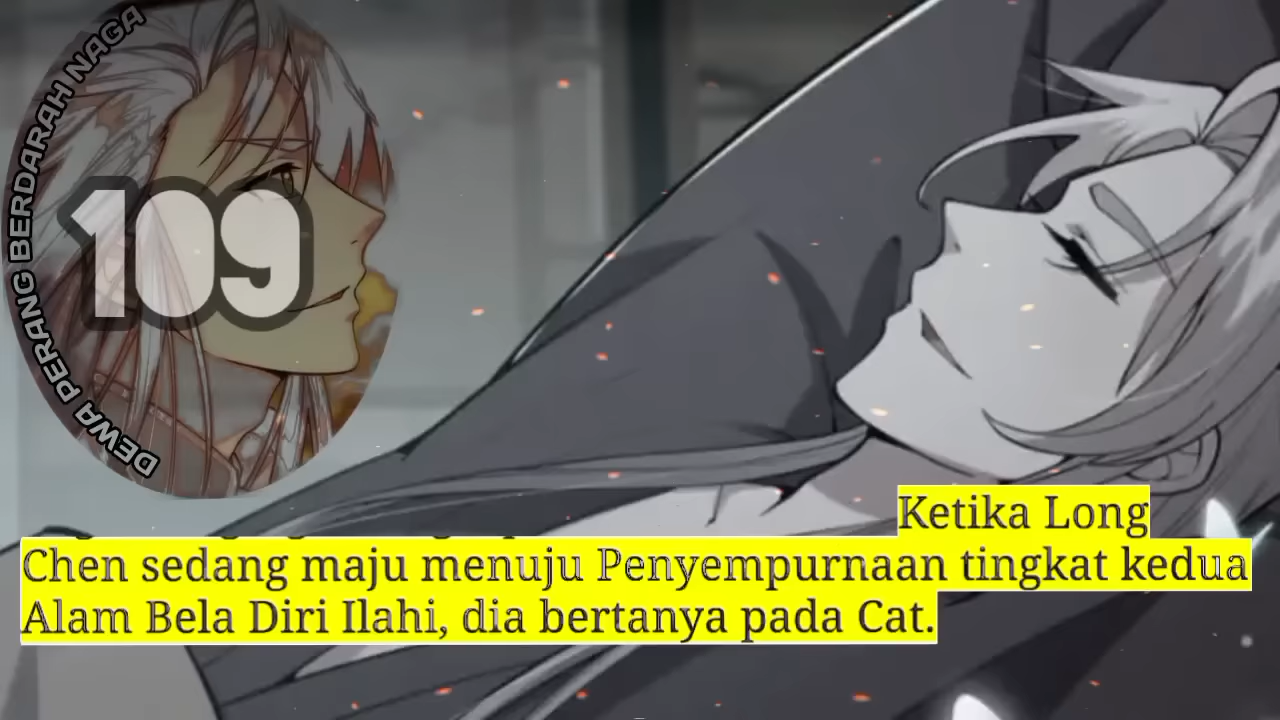 DEWA PERANG BERDARAH NAGA
109
Ketika Long
Chen sedang maju menuju Penyempurnaan tingkat kedua
Alam Bela Diri Ilahi, dia bertanya pada Cat.